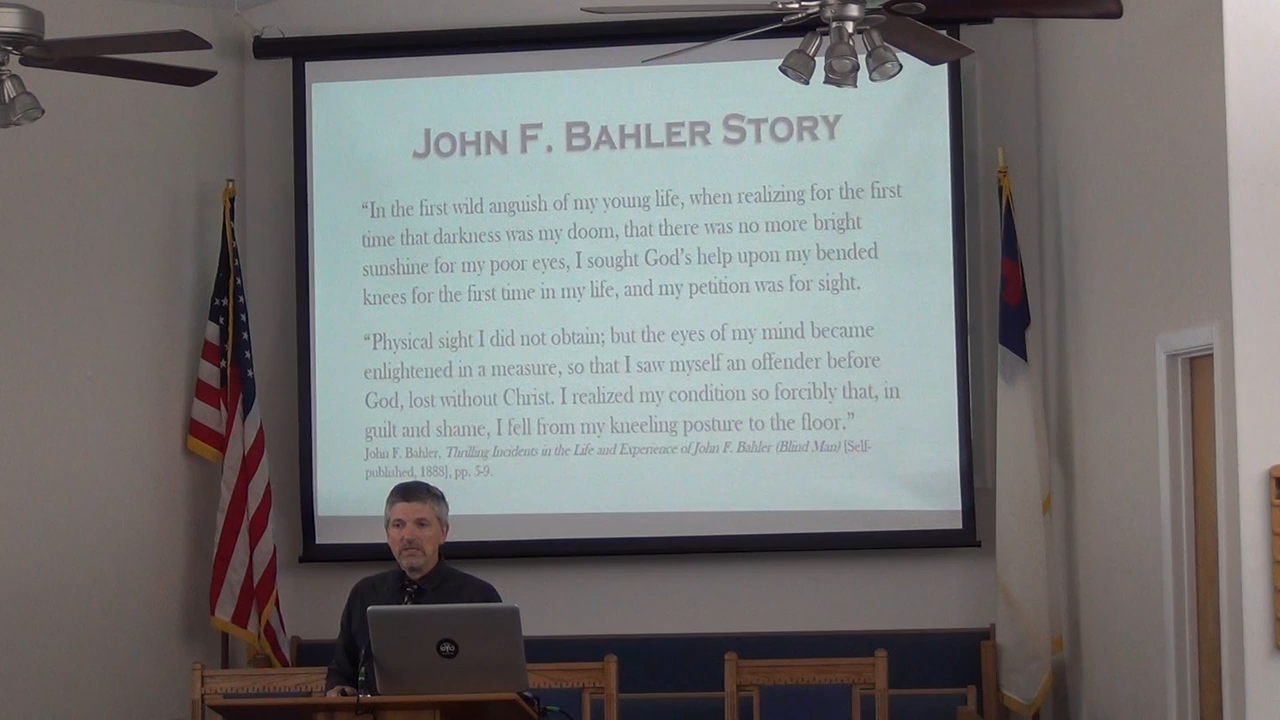 JOHN F. BAHLER STORY
“In the first wild anguish of my young life, when realizing for the first
time that darkness was my doom, that there was no more bright
sunshine for my poor eyes, I sought God’s help upon my bended
knees for the first time in my life, and my petition was for sight.
“Physical sight I did not obtain; but the eyes of my mind became
enlightened in a measure, so that I saw myself an offender before
God, lost without Christ. I realized my condition so forcibly that, in
guilt and shame, I fell from my kneeling posture to the floor.”
John F. Bahler, Thrilling Incidents in the Life and Experience of John F. Bahler (Blind Man) [Self-
published, 1888], pp. 5-9.